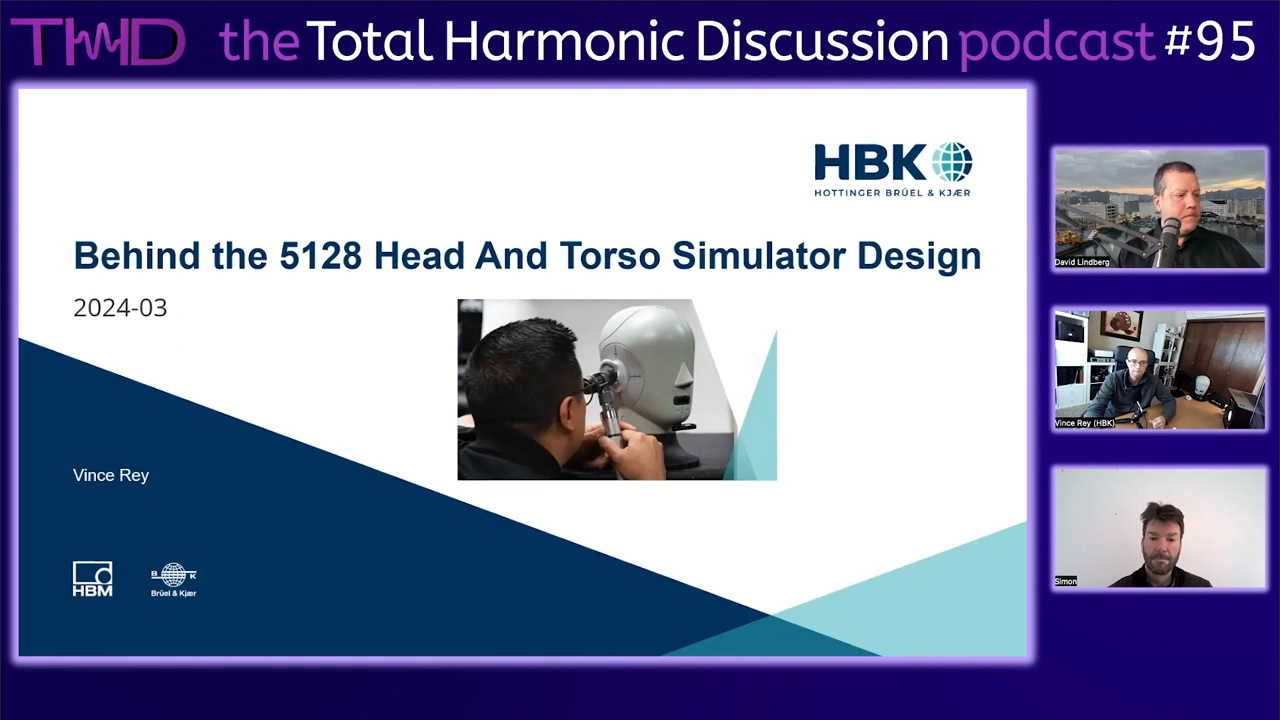 THD the Total Harmonic Discussion podcast #95
HBK
HOTTINGER BRÜEL & KJÆR
Behind the 5128 Head And Torso Simulator Design
2024-03
Vince Rey
HBM
B K
Brüel & Kjær
David Lindberg
Vince Rey (HBK)
Simon